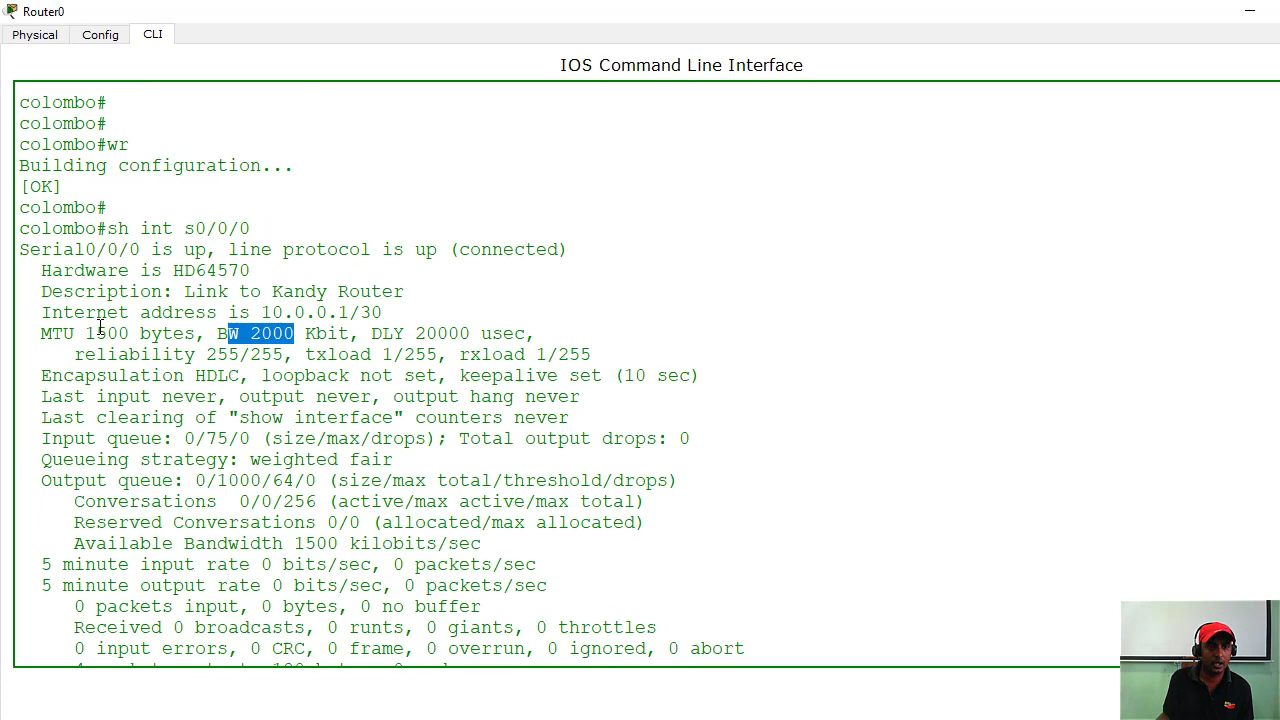 Router0
Physical Config CLI
IOS Command Line Interface
colombo#
colombo#
colombo#wr
Building configuration...
[OK]
colombo#
colombo#sh int s0/0/0
Serial0/0/0 is up, line protocol is up (connected)
Hardware is HD64570
Description: Link to Kandy Router
Internet address is 10.0.0.1/30
MTU 1500 bytes, BW 2000 Kbit, DLY 20000 usec,
reliability 255/255, txload 1/255, rxload 1/255
Encapsulation HDLC, loopback not set, keepalive set (10 sec)
Last input never, output never, output hang never
Last clearing of "show interface" counters never
Input queue: 0/75/0 (size/max/drops); Total output drops: 0
Queueing strategy: weighted fair
Output queue: 0/1000/64/0 (size/max total/threshold/drops)
Conversations 0/0/256 (active/max active/max total)
Reserved Conversations 0/0 (allocated/max allocated)
Available Bandwidth 1500 kilobits/sec
5 minute input rate 0 bits/sec, 0 packets/sec
5 minute output rate 0 bits/sec, 0 packets/sec
0 packets input, 0 bytes, 0 no buffer
Received 0 broadcasts, 0 runts, 0 giants, 0 throttles
0 input errors, 0 CRC, 0 frame, 0 overrun, 0 ignored, 0 abort